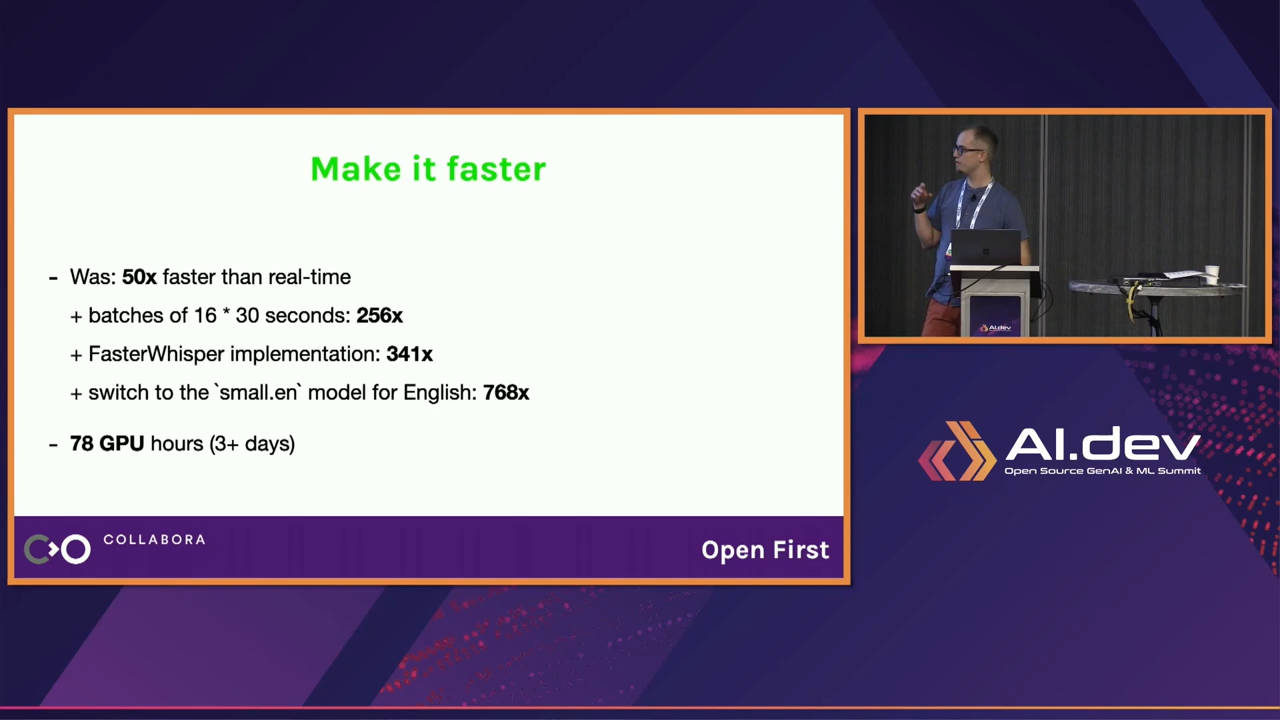 Make it faster
- Was: 50x faster than real-time
+ batches of 16 * 30 seconds: 256x
+ FasterWhisper implementation: 341x
+ switch to the `small.en` model for English: 768x
- 78 GPU hours (3+ days)
COLLABORA
Open First
AI.dev
AI.dev
Open Source GenAI & ML Summit